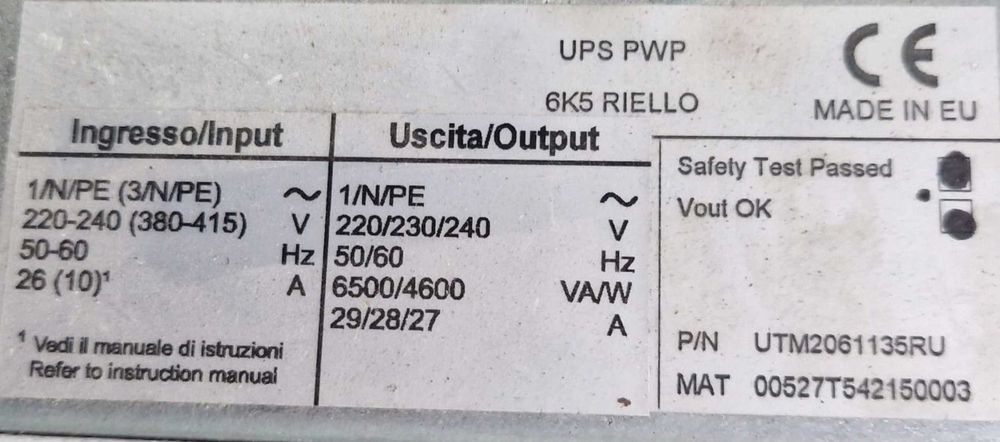 UPS PWP
6K5 RIELLO
CE
MADE IN EU
Ingresso/Input
1/N/PE (3/N/PE) ~
220-240 (380-415) V
50-60 Hz
26 (10)¹ A
¹ Vedi il manuale di istruzioni
Refer to instruction manual
Uscita/Output
1/N/PE ~
220/230/240 V
50/60 Hz
6500/4600 VA/W
29/28/27 A
Safety Test Passed
Vout OK
P/N UTM2061135RU
MAT 00527T542150003